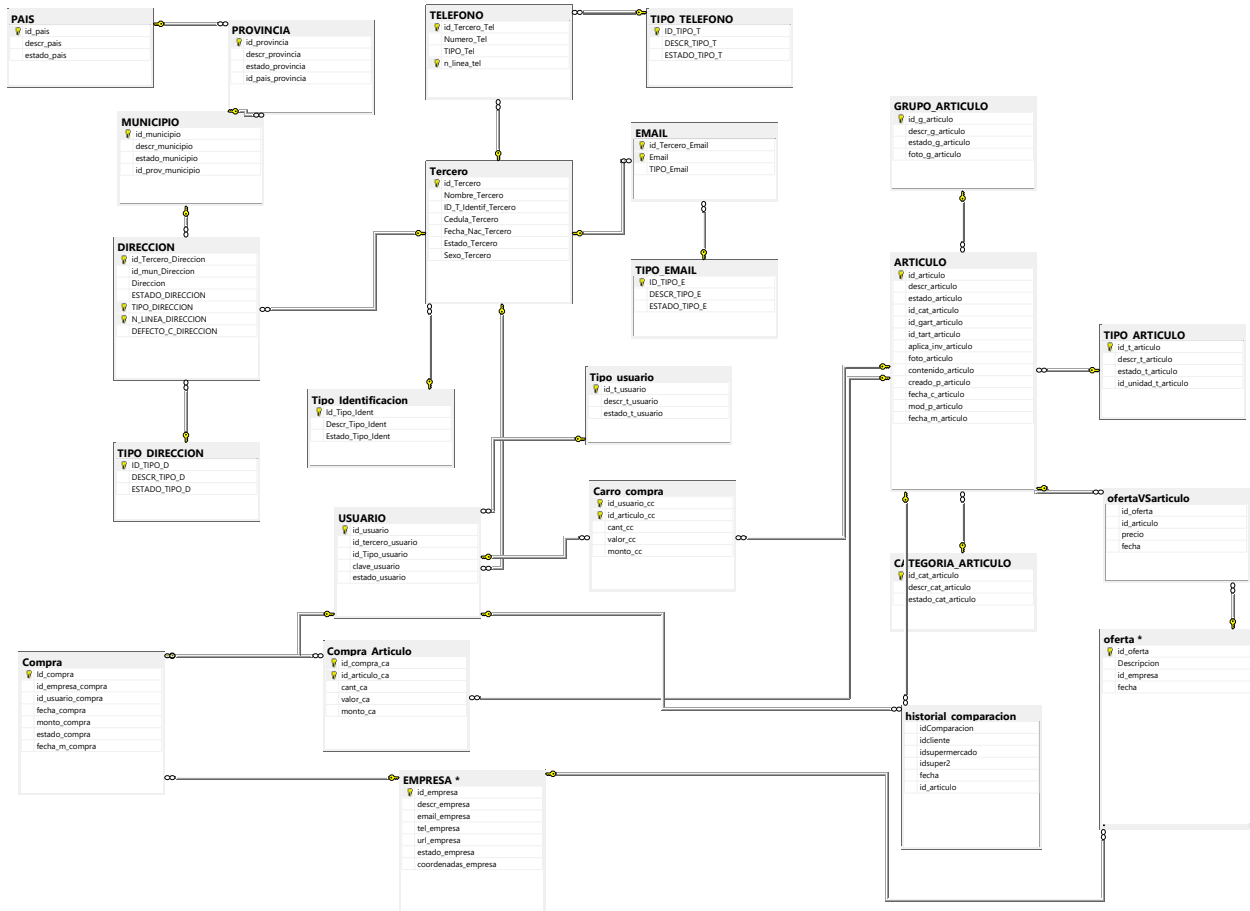 PAIS
id_pais
descr_pais
estado_pais
PROVINCIA
id_provincia
descr_provincia
estado_provincia
id_pais_provincia
MUNICIPIO
id_municipio
descr_municipio
estado_municipio
id_prov_municipio
DIRECCION
id_Tercero_Direccion
id_mun_Direccion
Direccion
ESTADO_DIRECCION
TIPO_DIRECCION
N_LINEA_DIRECCION
DEFECTO_C_DIRECCION
TIPO_DIRECCION
ID_TIPO_D
DESCR_TIPO_D
ESTADO_TIPO_D
TELEFONO
id_Tercero_Tel
Numero_Tel
TIPO_Tel
n_linea_tel
TIPO_TELEFONO
ID_TIPO_T
DESCR_TIPO_T
ESTADO_TIPO_T
Tercero
id_Tercero
Nombre_Tercero
ID_T_Identif_Tercero
Cedula_Tercero
Fecha_Nac_Tercero
Estado_Tercero
Sexo_Tercero
EMAIL
id_Tercero_Email
Email
TIPO_Email
TIPO_EMAIL
ID_TIPO_E
DESCR_TIPO_E
ESTADO_TIPO_E
Tipo_Identificacion
Id_Tipo_Ident
Descr_Tipo_Ident
Estado_Tipo_Ident
Tipo_usuario
id_t_usuario
descr_t_usuario
estado_t_usuario
USUARIO
id_usuario
id_tercero_usuario
id_Tipo_usuario
clave_usuario
estado_usuario
Carro_compra
id_usuario_cc
id_articulo_cc
cant_cc
valor_cc
monto_cc
GRUPO_ARTICULO
id_g_articulo
descr_g_articulo
estado_g_articulo
foto_g_articulo
ARTICULO
id_articulo
descr_articulo
estado_articulo
id_cat_articulo
id_gart_articulo
id_tart_articulo
aplica_inv_articulo
foto_articulo
contenido_articulo
creado_p_articulo
fecha_c_articulo
mod_p_articulo
fecha_m_articulo
TIPO_ARTICULO
id_t_articulo
descr_t_articulo
estado_t_articulo
id_unidad_t_articulo
ofertaVSarticulo
id_oferta
id_articulo
precio
fecha
CATEGORIA_ARTICULO
id_cat_articulo
descr_cat_articulo
estado_cat_articulo
oferta *
id_oferta
Descripcion
id_empresa
fecha
Compra
Id_compra
id_empresa_compra
id_usuario_compra
fecha_compra
monto_compra
estado_compra
fecha_m_compra
Compra_Articulo
id_compra_ca
id_articulo_ca
cant_ca
valor_ca
monto_ca
historial_comparacion
idComparacion
idcliente
idsupermercado
idsuper2
fecha
id_articulo
EMPRESA *
id_empresa
descr_empresa
email_empresa
tel_empresa
url_empresa
estado_empresa
coordenadas_empresa